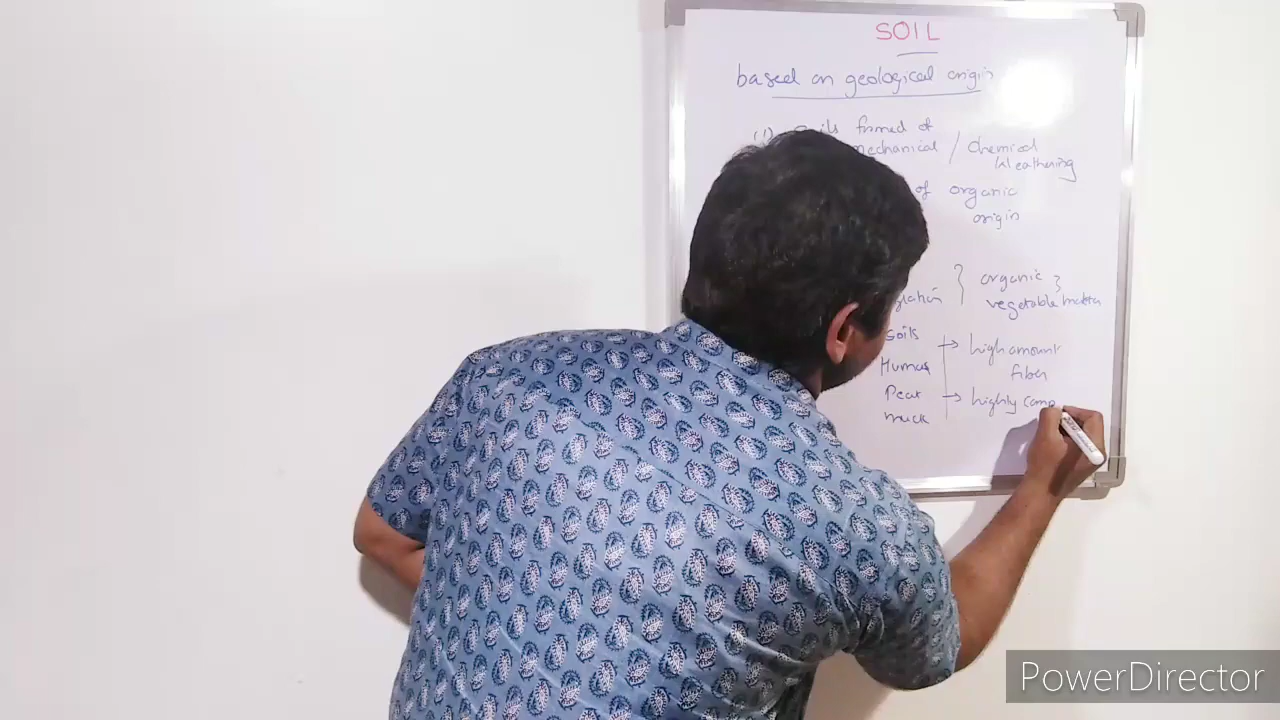 SOIL
based on geological origin
(1) Soils formed of
mechanical / Chemical
Weathering
of organic
origin
organic
vegetable matter
soils
high amount
Humus
fiber
Peat
highly comp
muck
PowerDirector